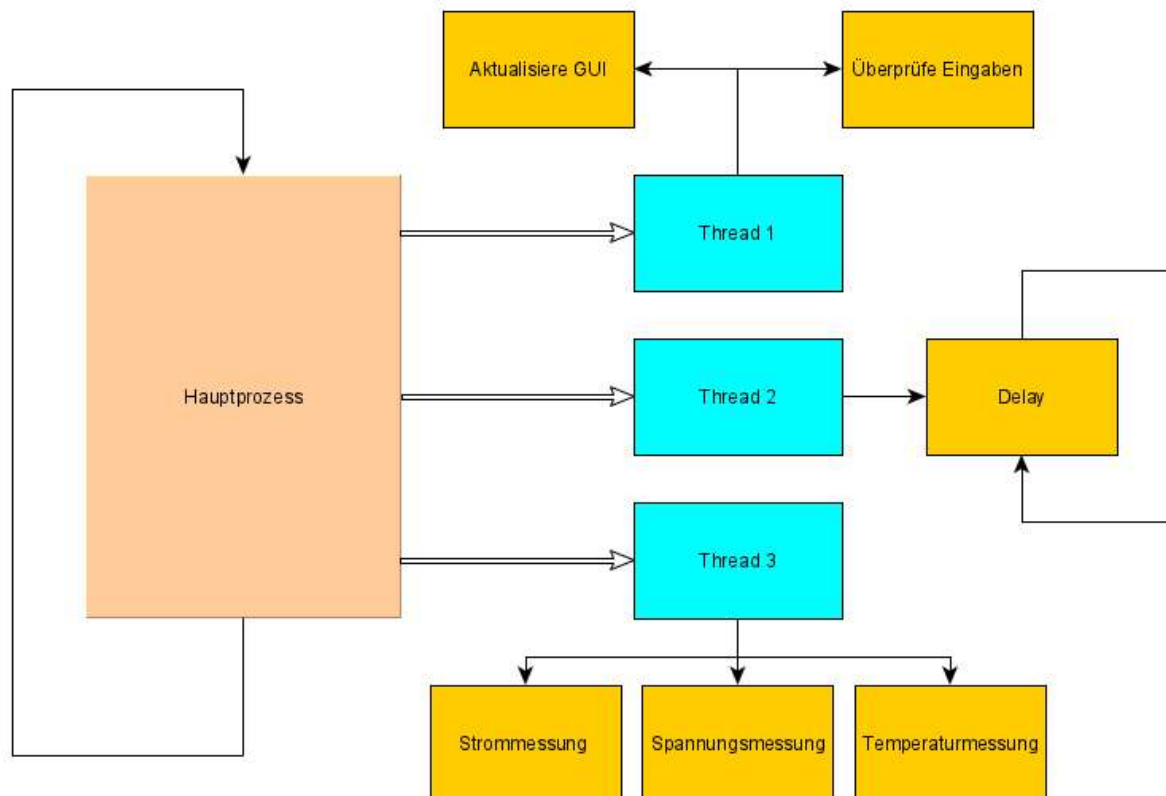 Aktualisiere GUI
Überprüfe Eingaben
Thread 1
Hauptprozess
Thread 2
Delay
Thread 3
Strommessung
Spannungsmessung
Temperaturmessung